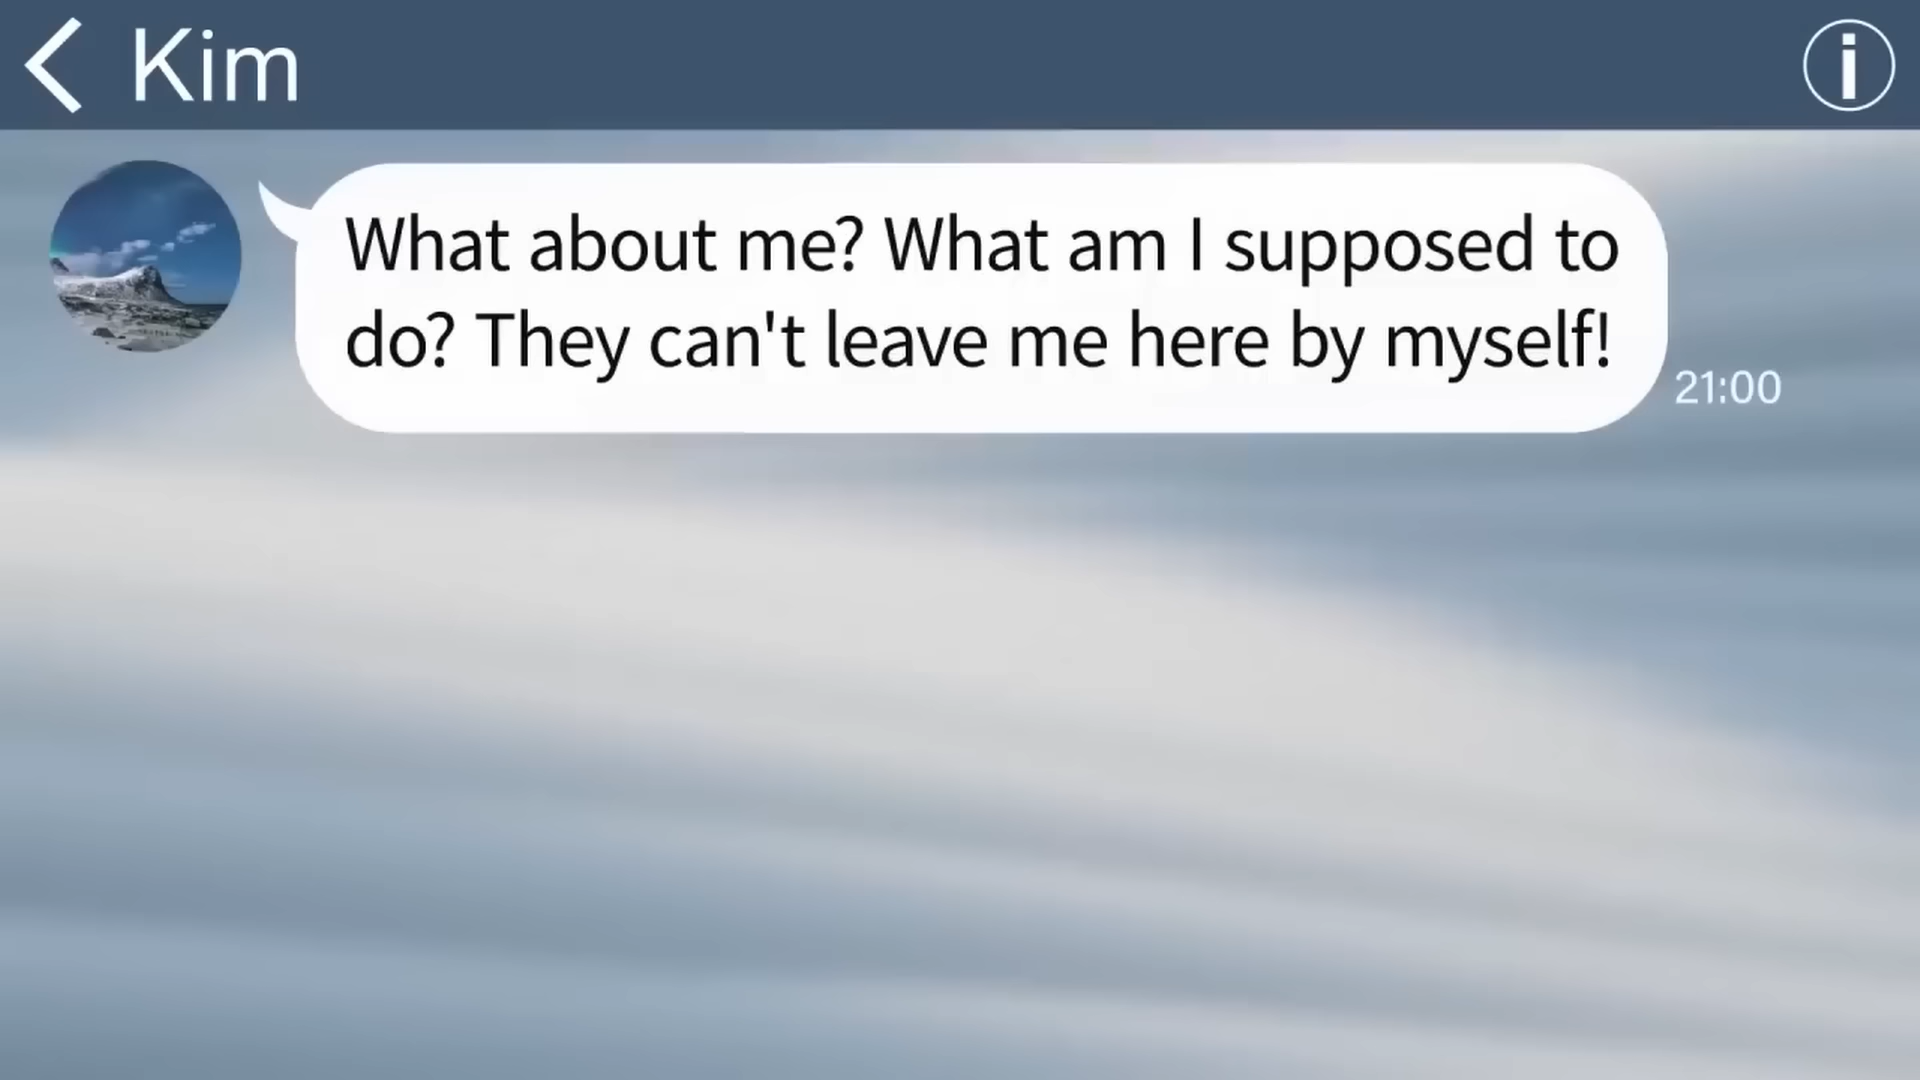 Kim
What about me? What am I supposed to
do? They can't leave me here by myself!
21:00